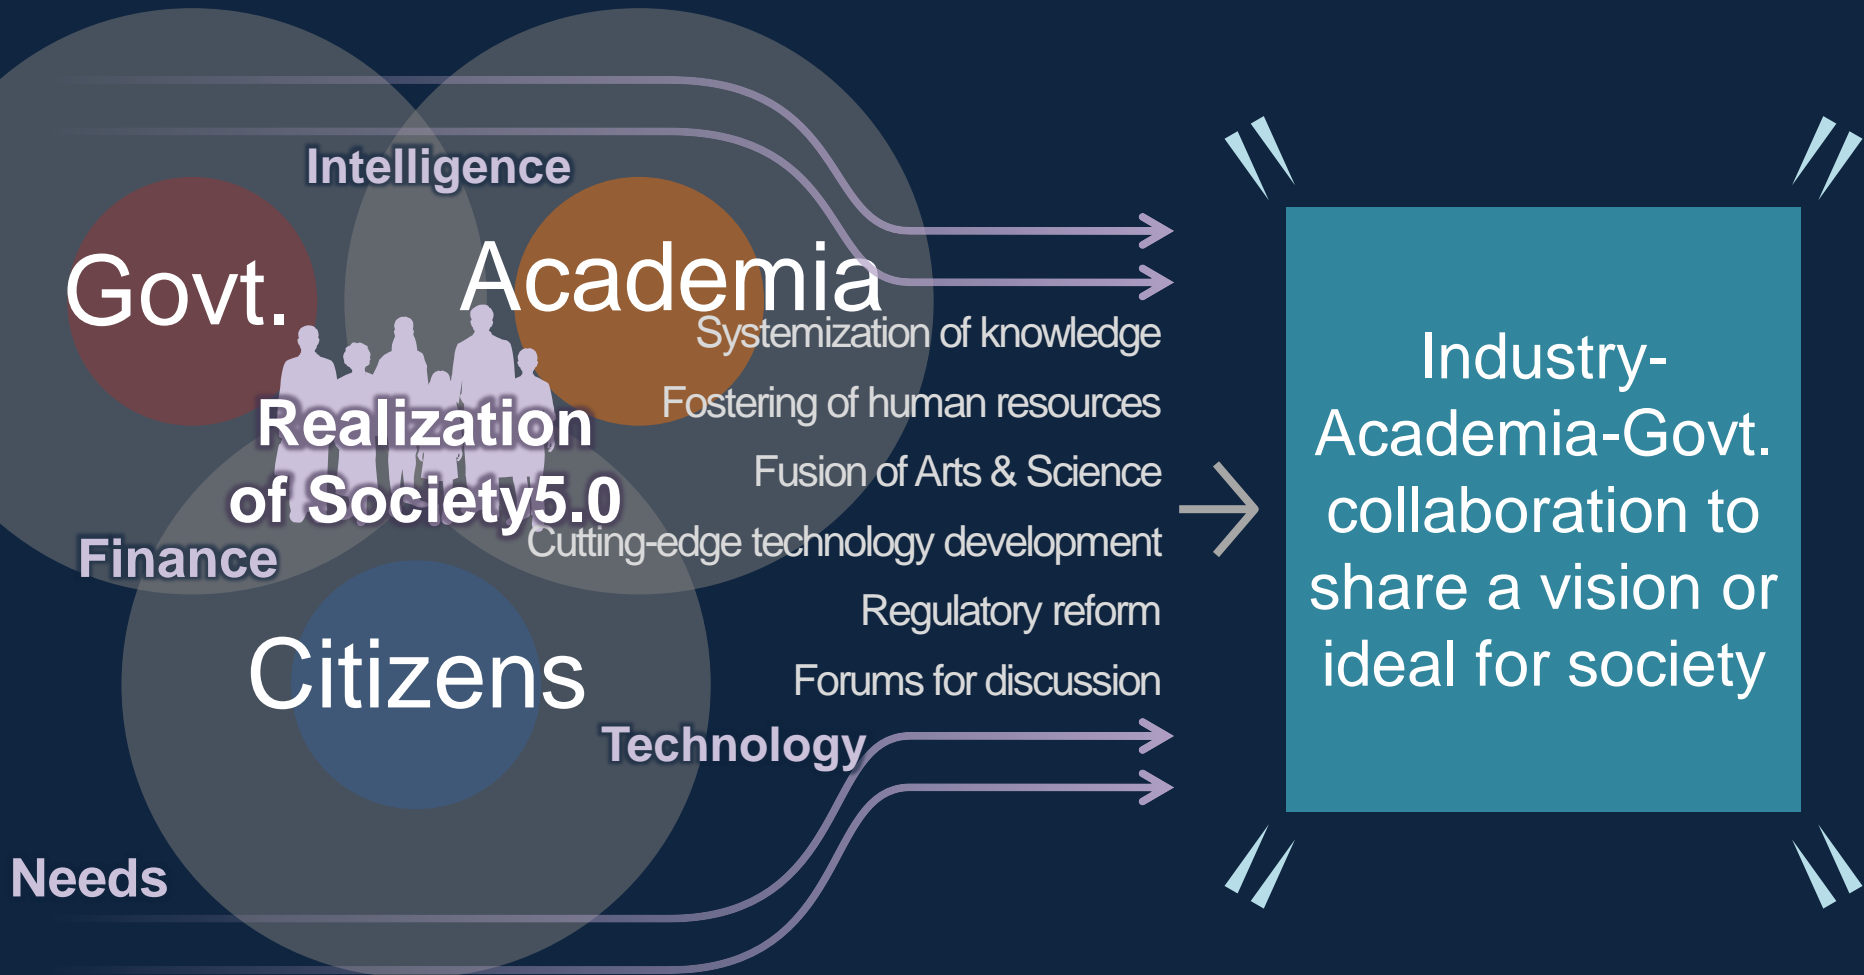 Intelligence
Govt.
Academia
Realization
of Society5.0
Finance
Citizens
Technology
Needs
Systemization of knowledge
Fostering of human resources
Fusion of Arts & Science
Cutting-edge technology development
Regulatory reform
Forums for discussion
Industry-
Academia-Govt.
collaboration to
share a vision or
ideal for society